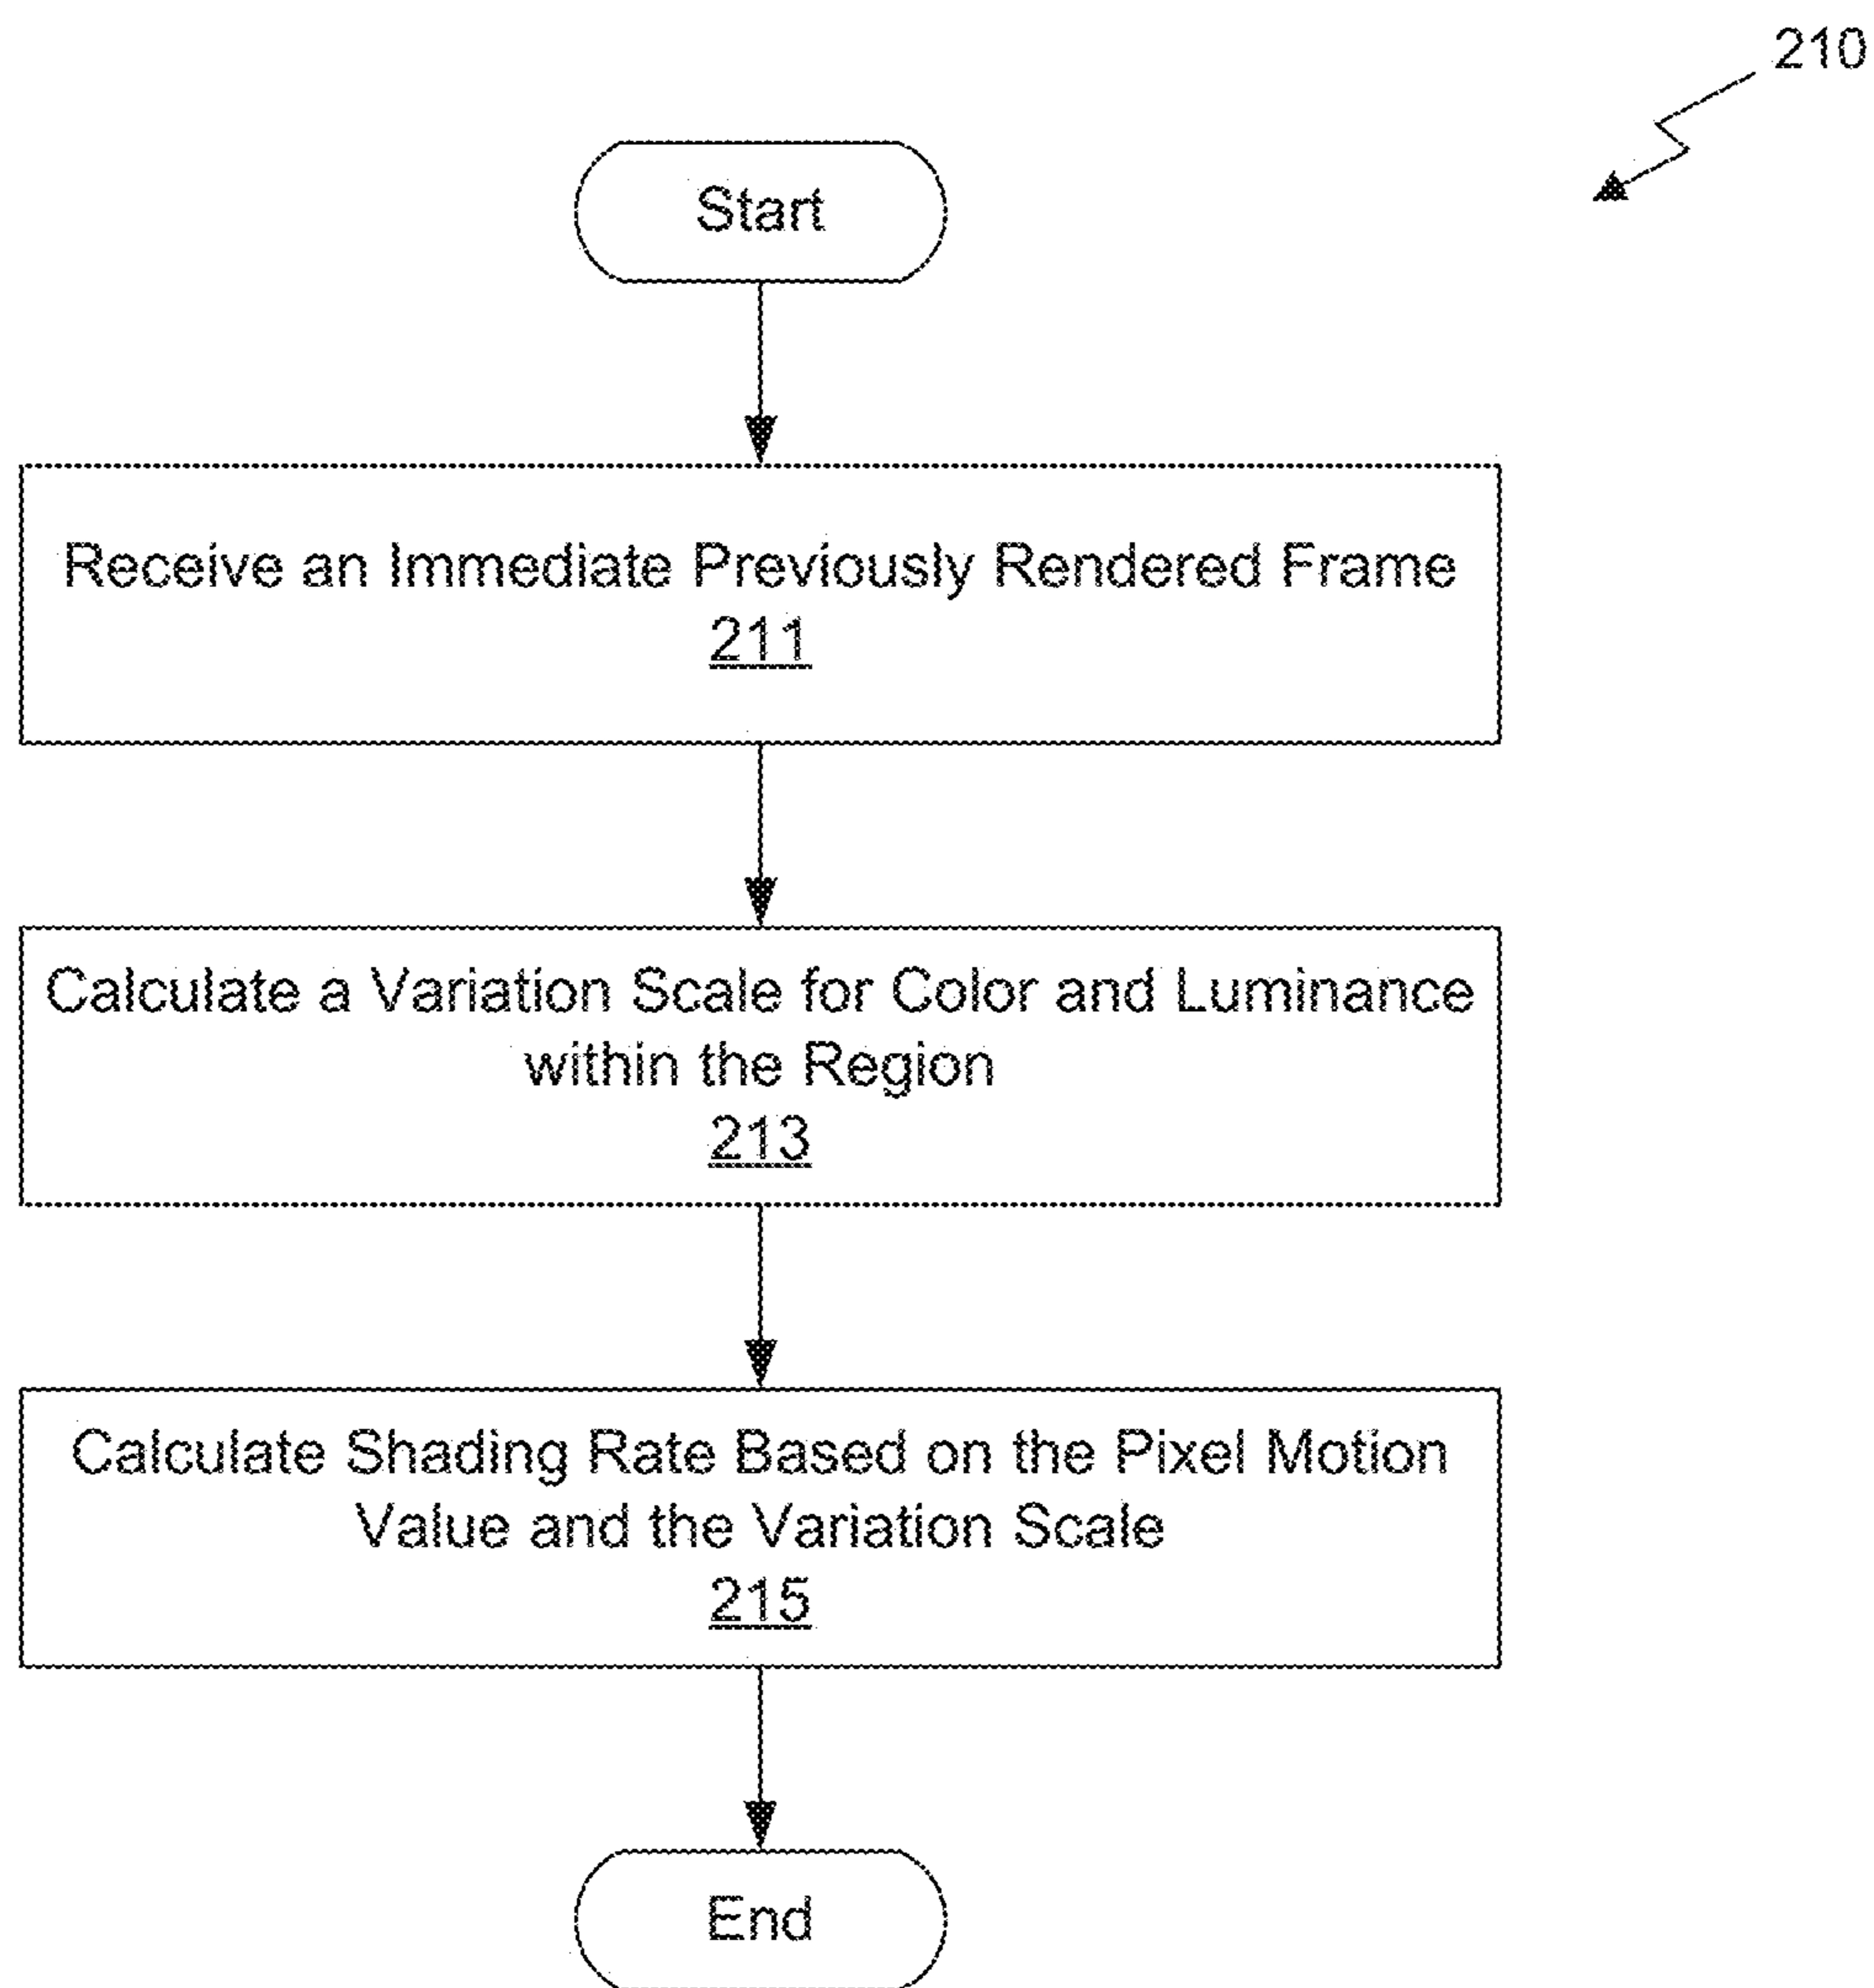 210
Start
Receive an Immediate Previously Rendered Frame
211
Calculate a Variation Scale for Color and Luminance
within the Region
213
Calculate Shading Rate Based on the Pixel Motion
Value and the Variation Scale
215
End